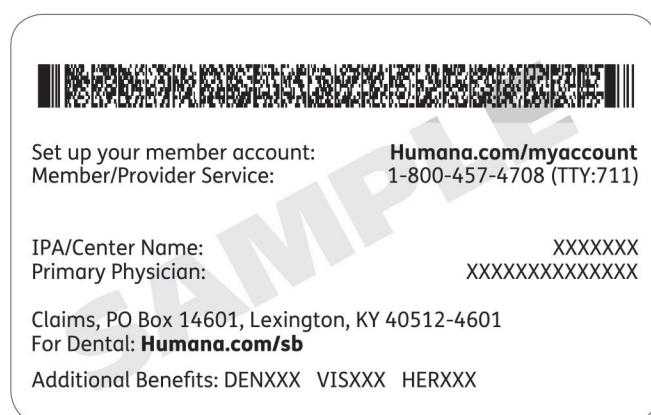 Set up your member account: Humana.com/myaccount
Member/Provider Service: 1-800-457-4708 (TTY:711)
IPA/Center Name: XXXXXXX
Primary Physician: XXXXXXXXXXXXXX
Claims, PO Box 14601, Lexington, KY 40512-4601
For Dental: Humana.com/sb
Additional Benefits: DENXXX VISXXX HERXXX
SAMPLE